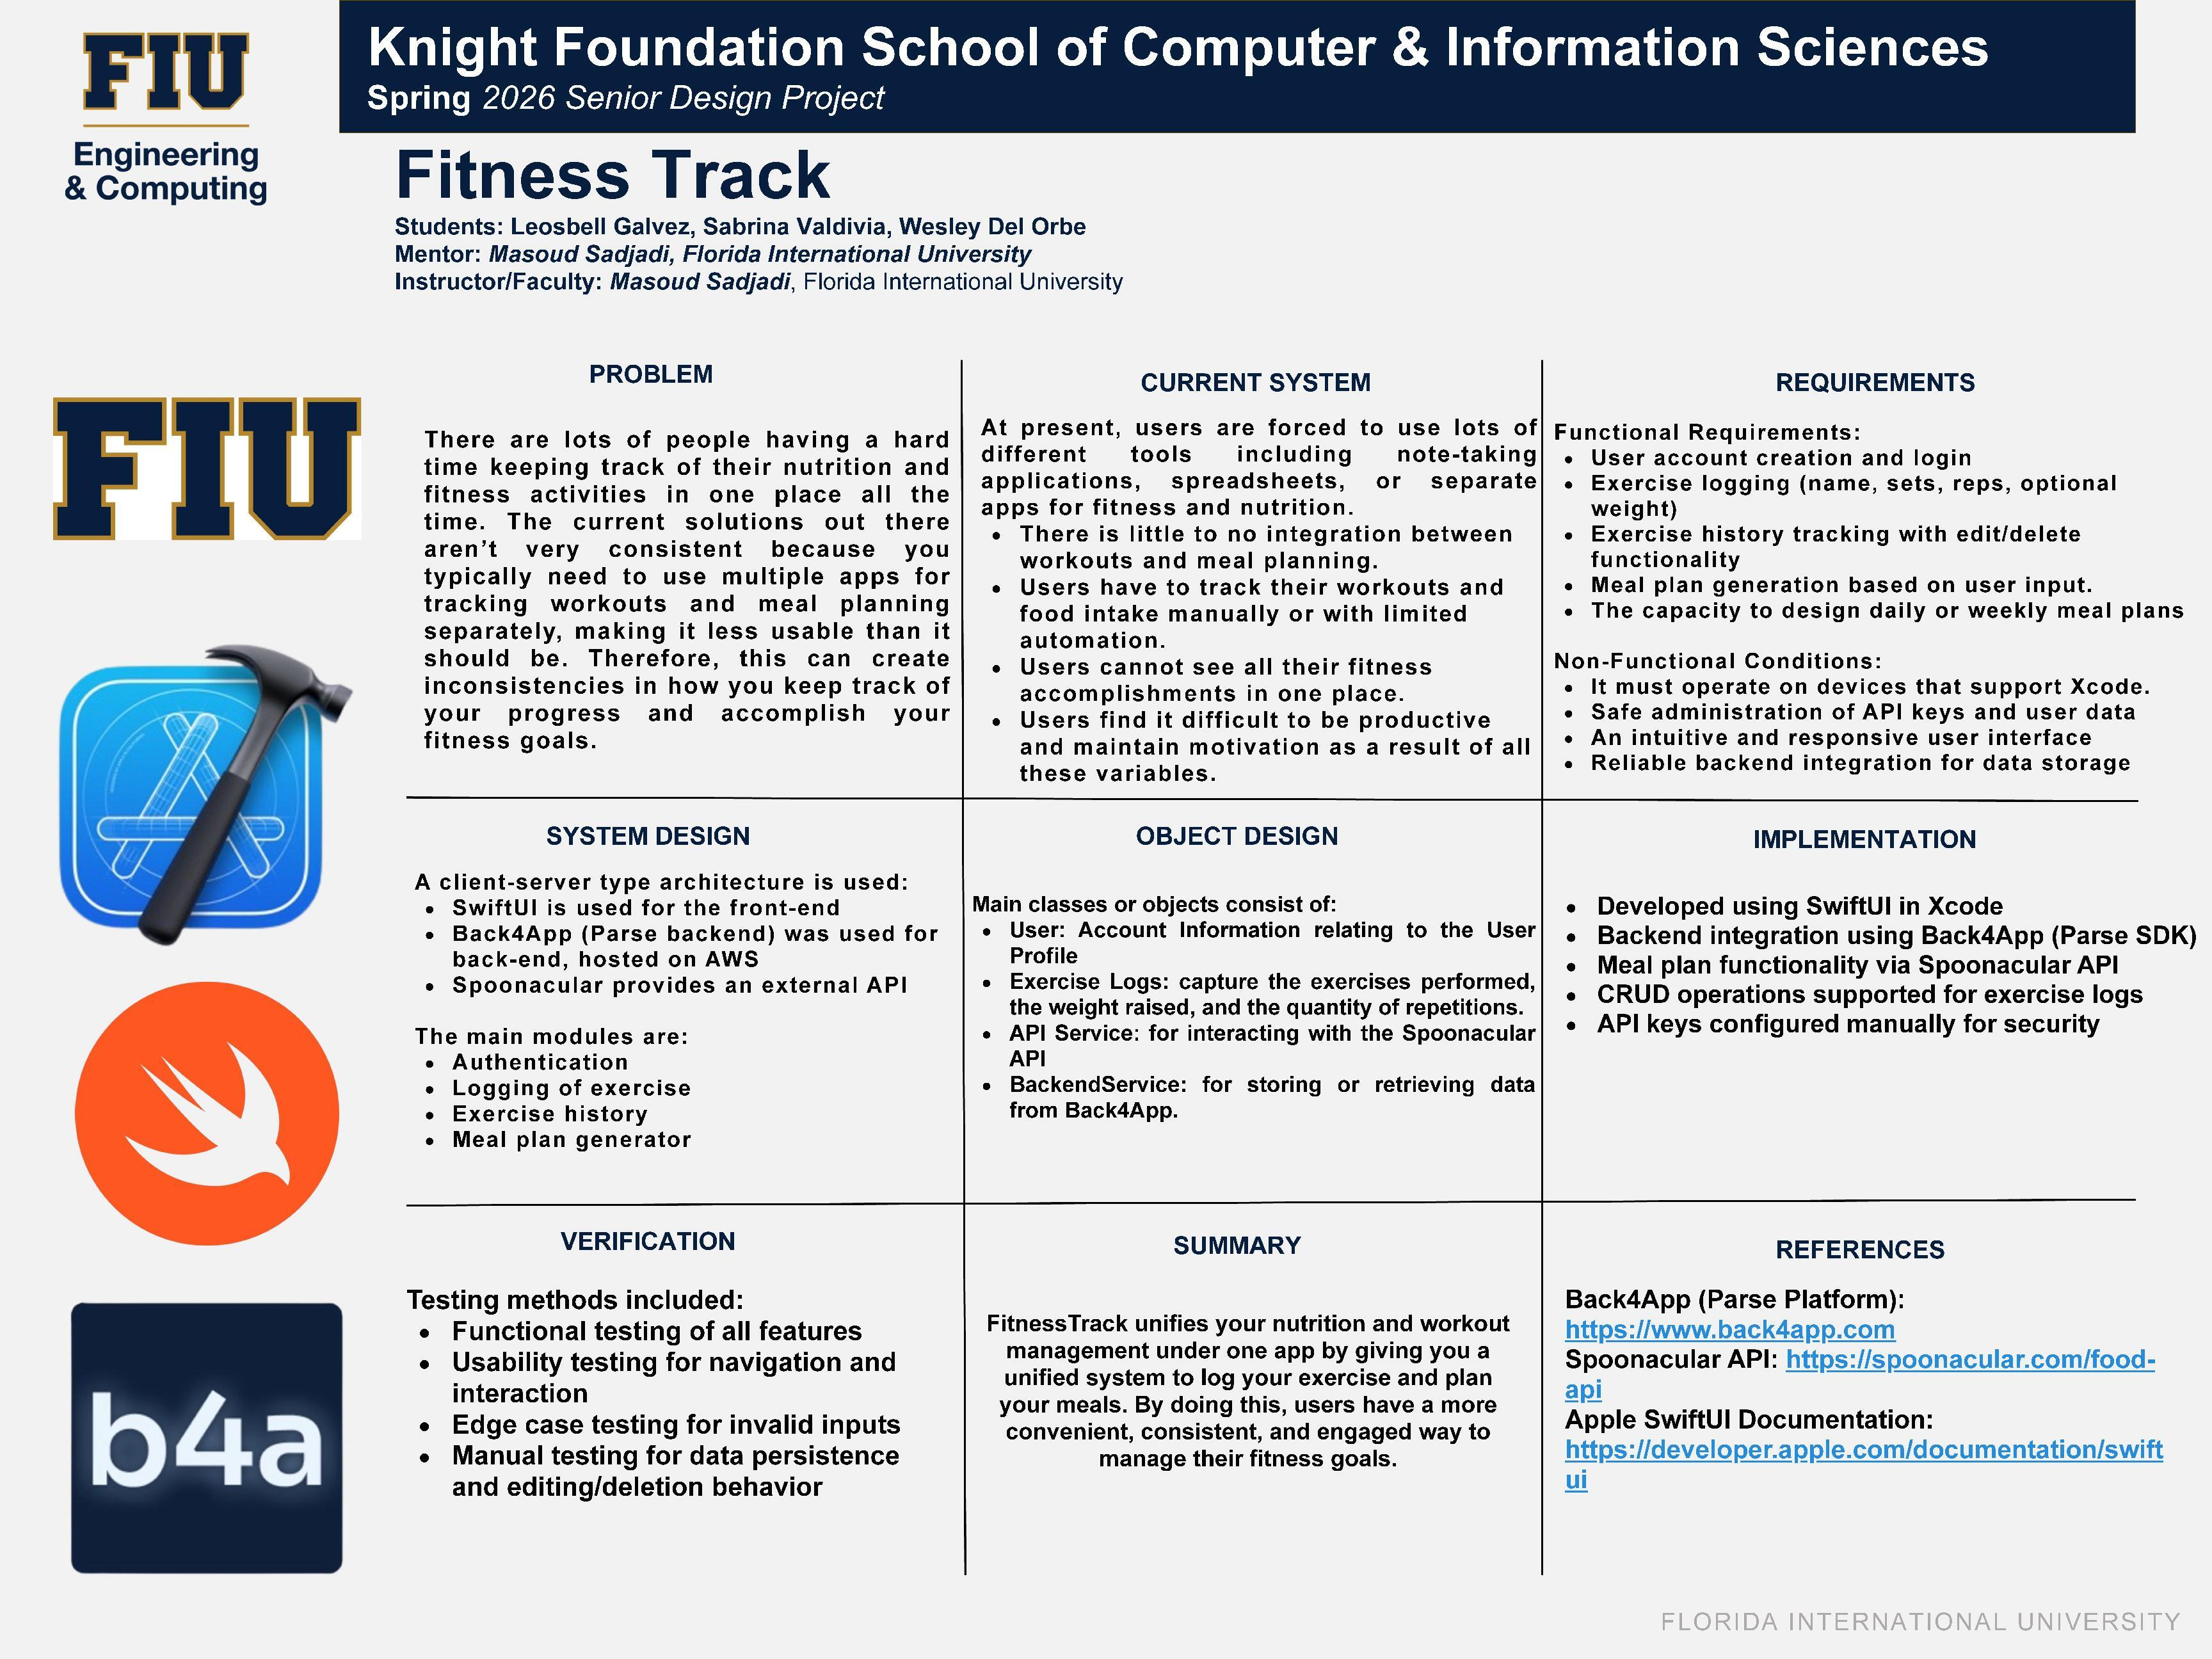 FIU
Engineering
& Computing
Knight Foundation School of Computer & Information Sciences
Spring 2026 Senior Design Project
Fitness Track
Students: Leosbell Galvez, Sabrina Valdivia, Wesley Del Orbe
Mentor: Masoud Sadjadi, Florida International University
Instructor/Faculty: Masoud Sadjadi, Florida International University
FIU
PROBLEM
There are lots of people having a hard
time keeping track of their nutrition and
fitness activities in one place all the
time. The current solutions out there
aren’t very consistent because you
typically need to use multiple apps for
tracking workouts and meal planning
separately, making it less usable than it
should be. Therefore, this can create
inconsistencies in how you keep track of
your progress and accomplish your
fitness goals.
CURRENT SYSTEM
At present, users are forced to use lots of
different tools including note-taking
applications, spreadsheets, or separate
apps for fitness and nutrition.
• There is little to no integration between
workouts and meal planning.
• Users have to track their workouts and
food intake manually or with limited
automation.
• Users cannot see all their fitness
accomplishments in one place.
• Users find it difficult to be productive
and maintain motivation as a result of all
these variables.
REQUIREMENTS
Functional Requirements:
• User account creation and login
• Exercise logging (name, sets, reps, optional
weight)
• Exercise history tracking with edit/delete
functionality
• Meal plan generation based on user input.
• The capacity to design daily or weekly meal plans
Non-Functional Conditions:
• It must operate on devices that support Xcode.
• Safe administration of API keys and user data
• An intuitive and responsive user interface
• Reliable backend integration for data storage
SYSTEM DESIGN
A client-server type architecture is used:
• SwiftUI is used for the front-end
• Back4App (Parse backend) was used for
back-end, hosted on AWS
• Spoonacular provides an external API
The main modules are:
• Authentication
• Logging of exercise
• Exercise history
• Meal plan generator
OBJECT DESIGN
Main classes or objects consist of:
• User: Account Information relating to the User
Profile
• Exercise Logs: capture the exercises performed,
the weight raised, and the quantity of repetitions.
• API Service: for interacting with the Spoonacular
API
• BackendService: for storing or retrieving data
from Back4App.
IMPLEMENTATION
• Developed using SwiftUI in Xcode
• Backend integration using Back4App (Parse SDK)
• Meal plan functionality via Spoonacular API
• CRUD operations supported for exercise logs
• API keys configured manually for security
VERIFICATION
Testing methods included:
• Functional testing of all features
• Usability testing for navigation and
interaction
• Edge case testing for invalid inputs
• Manual testing for data persistence
and editing/deletion behavior
SUMMARY
FitnessTrack unifies your nutrition and workout
management under one app by giving you a
unified system to log your exercise and plan
your meals. By doing this, users have a more
convenient, consistent, and engaged way to
manage their fitness goals.
REFERENCES
Back4App (Parse Platform):
https://www.back4app.com
Spoonacular API: https://spoonacular.com/food-
api
Apple SwiftUI Documentation:
https://developer.apple.com/documentation/swift
ui
b4a
FLORIDA INTERNATIONAL UNIVERSITY